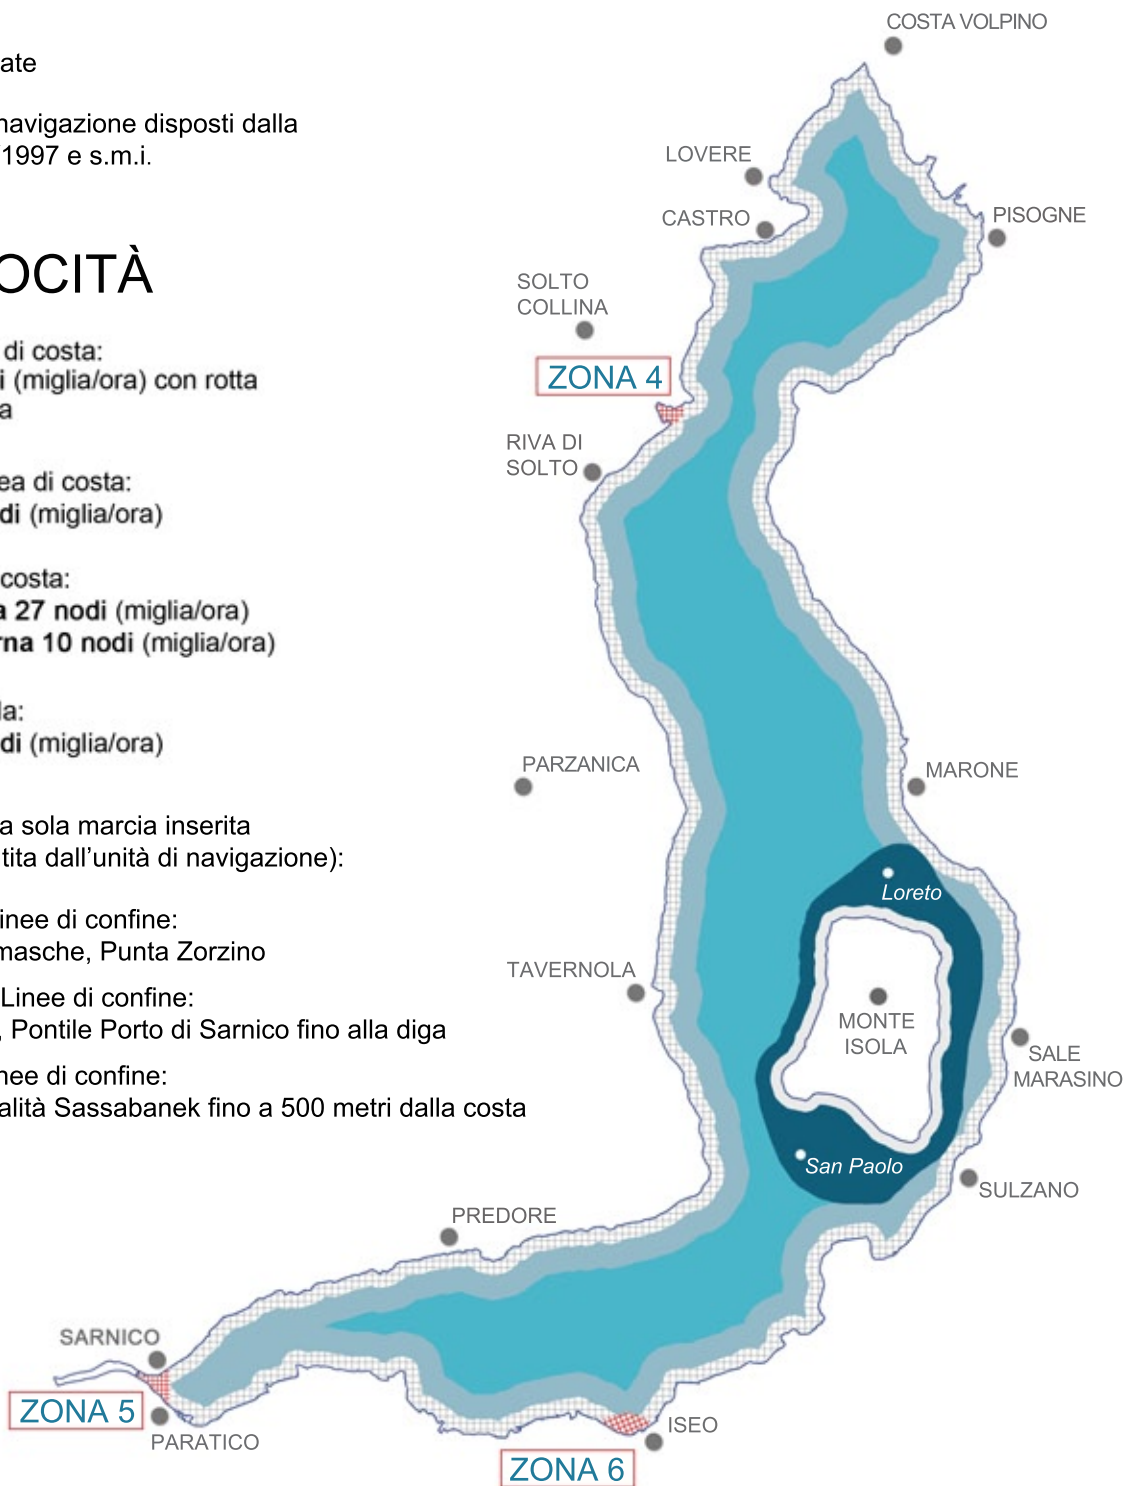 ate
navigazione disposti dalla
/1997 e s.m.i.
OCITÀ
di costa:
i (miglia/ora) con rotta
a
ea di costa:
di (miglia/ora)
costa:
a 27 nodi (miglia/ora)
rna 10 nodi (miglia/ora)
la:
di (miglia/ora)
a sola marcia inserita
tita dall'unità di navigazione):
inee di confine:
masche, Punta Zorzino
Linee di confine:
, Pontile Porto di Sarnico fino alla diga
nee di confine:
alità Sassabanek fino a 500 metri dalla costa
COSTA VOLPINO
LOVERE
CASTRO
PISOGNE
SOLTO
COLLINA
ZONA 4
RIVA DI
SOLTO
PARZANICA
MARONE
Loreto
TAVERNOLA
MONTE
ISOLA
SALE
MARASINO
San Paolo
SULZANO
PREDORE
SARNICO
ZONA 5
PARATICO
ISEO
ZONA 6